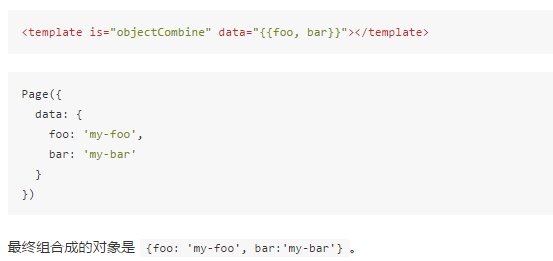 <template is="objectCombine" data="{{foo, bar}}"></template>
Page({
  data: {
    foo: 'my-foo',
    bar: 'my-bar'
  }
})
最终组合成的对象是 {foo: 'my-foo', bar:'my-bar'} 。